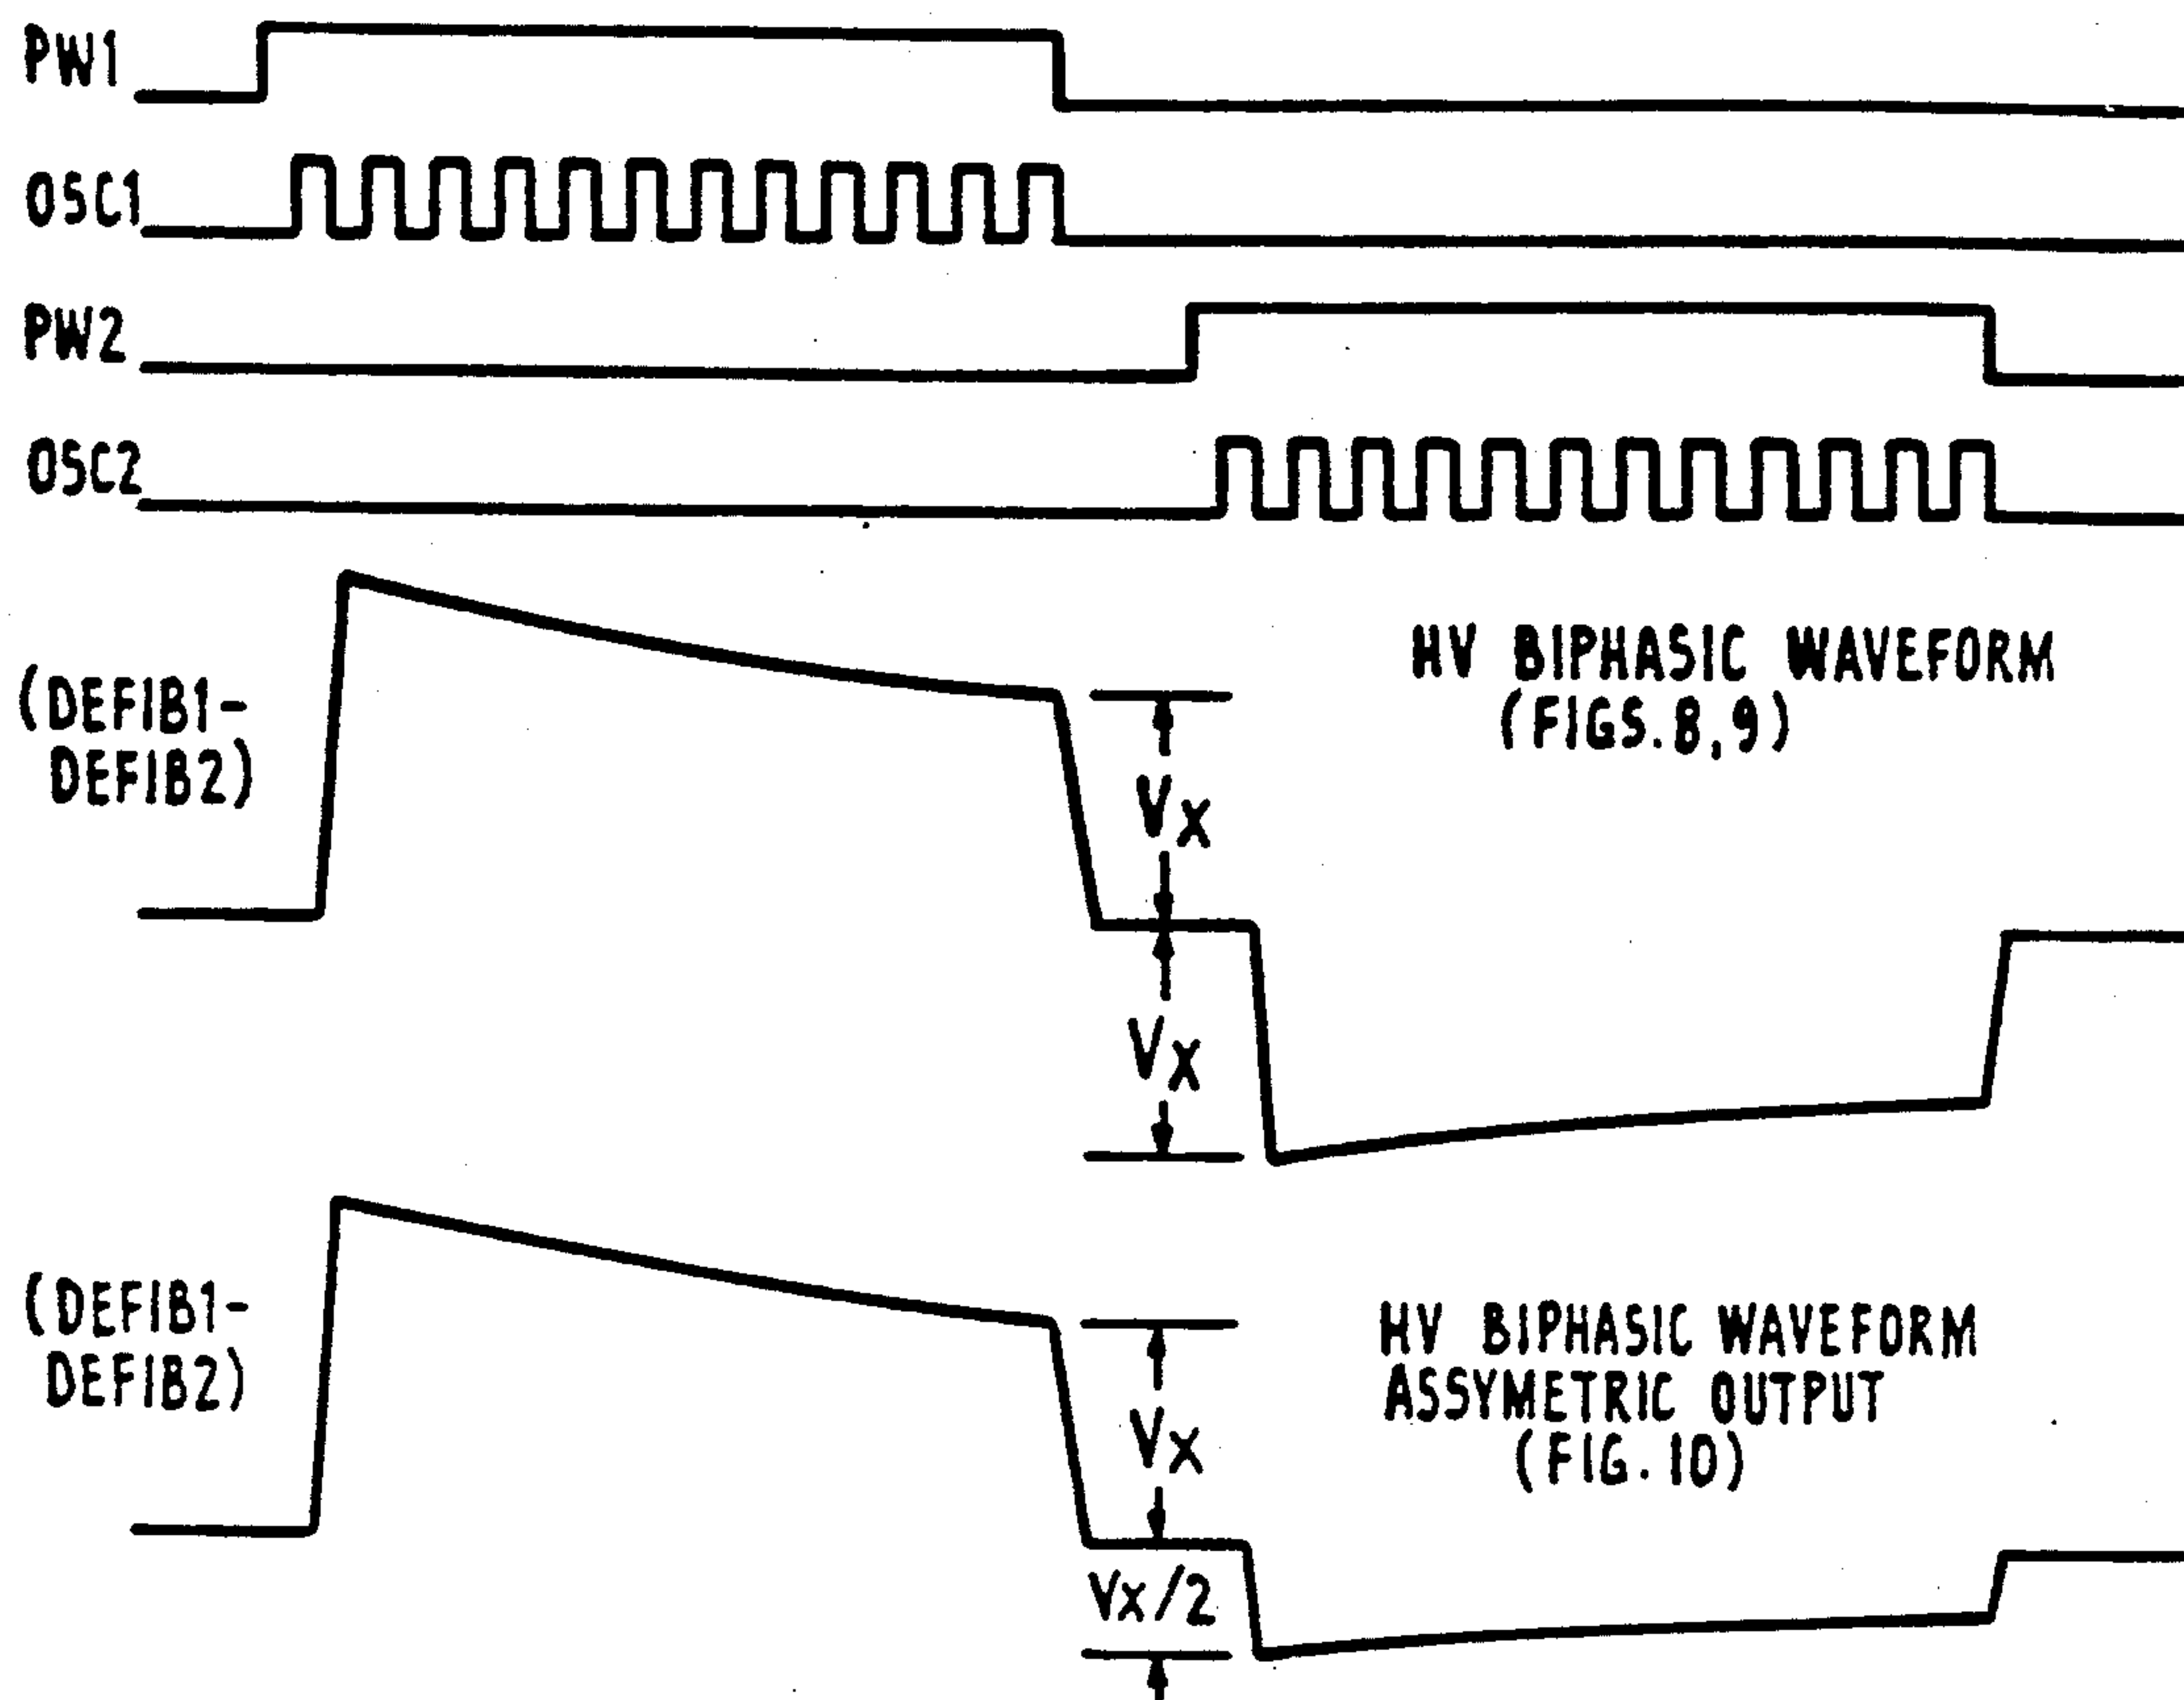 PW1
OSC1
PW2
OSC2
(DEFIB1-
DEFIB2)
HV BIPHASIC WAVEFORM
(FIGS.8,9)
VX
VX
(DEFIB1-
DEFIB2)
HV BIPHASIC WAVEFORM
ASSYMETRIC OUTPUT
(FIG.10)
VX
VX/2